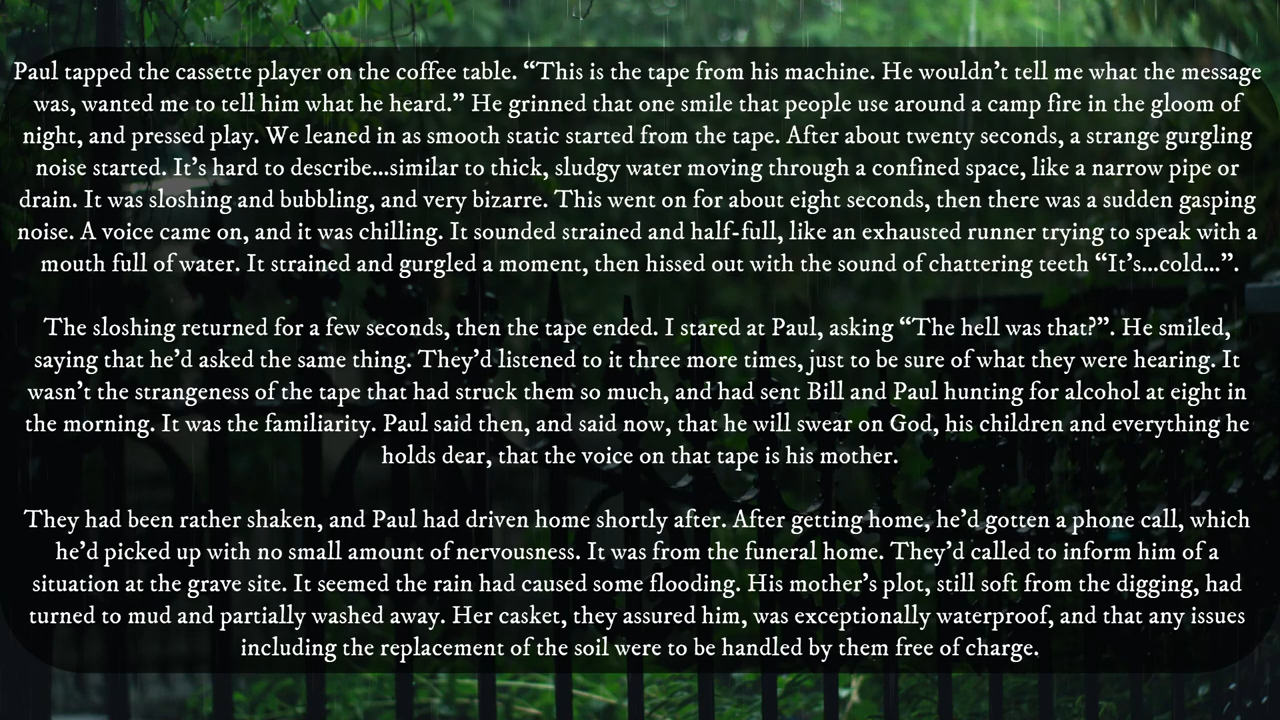 Paul tapped the cassette player on the coffee table. “This is the tape from his machine. He wouldn’t tell me what the message
was, wanted me to tell him what he heard.” He grinned that one smile that people use around a camp fire in the gloom of
night, and pressed play. We leaned in as smooth static started from the tape. After about twenty seconds, a strange gurgling
noise started. It’s hard to describe...similar to thick, sludgy water moving through a confined space, like a narrow pipe or
drain. It was sloshing and bubbling, and very bizarre. This went on for about eight seconds, then there was a sudden gasping
noise. A voice came on, and it was chilling. It sounded strained and half-full, like an exhausted runner trying to speak with a
mouth full of water. It strained and gurgled a moment, then hissed out with the sound of chattering teeth “It’s...cold...”.
The sloshing returned for a few seconds, then the tape ended. I stared at Paul, asking “The hell was that?”. He smiled,
saying that he’d asked the same thing. They’d listened to it three more times, just to be sure of what they were hearing. It
wasn’t the strangeness of the tape that had struck them so much, and had sent Bill and Paul hunting for alcohol at eight in
the morning. It was the familiarity. Paul said then, and said now, that he will swear on God, his children and everything he
holds dear, that the voice on that tape is his mother.
They had been rather shaken, and Paul had driven home shortly after. After getting home, he’d gotten a phone call, which
he’d picked up with no small amount of nervousness. It was from the funeral home. They’d called to inform him of a
situation at the grave site. It seemed the rain had caused some flooding. His mother’s plot, still soft from the digging, had
turned to mud and partially washed away. Her casket, they assured him, was exceptionally waterproof, and that any issues
including the replacement of the soil were to be handled by them free of charge.